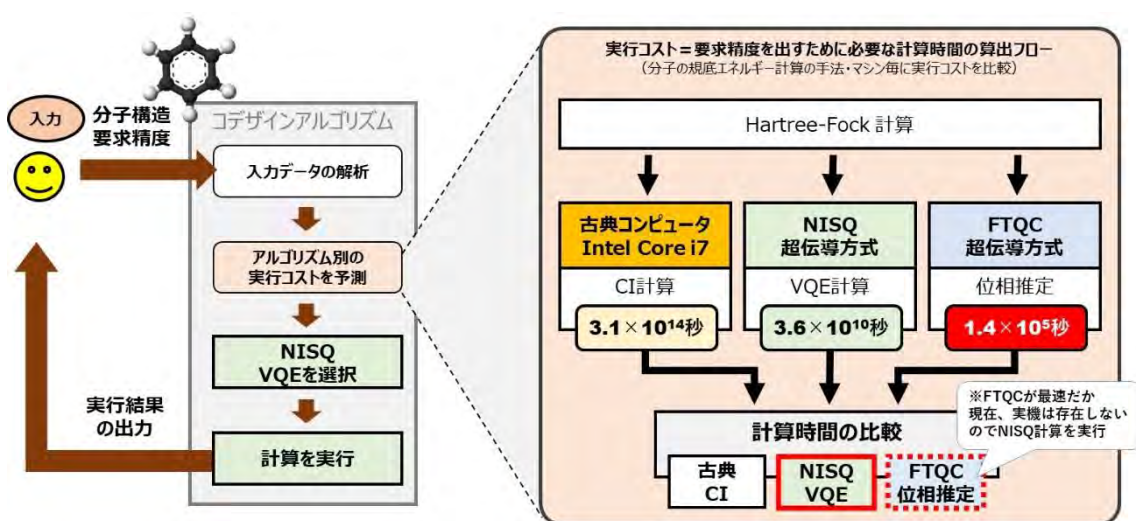 入力
分子構造
要求精度
コデザインアルゴリズム
入力データの解析
アルゴリズム別の
実行コストを予測
NISQ
VQEを選択
計算を実行
実行結果
の出力
実行コスト＝要求精度を出すために必要な計算時間の算出フロー
（分子の規底エネルギー計算の手法・マシン毎に実行コストを比較）
Hartree-Fock 計算
古典コンピュータ
Intel Core i7
CI計算
3.1×10¹⁴秒
NISQ
超伝導方式
VQE計算
3.6×10¹⁰秒
FTQC
超伝導方式
位相推定
1.4×10⁵秒
※FTQCが最速だが
現在、実機は存在しない
のでNISQ計算を実行
計算時間の比較
古典
CI
NISQ
VQE
FTQC
位相推定